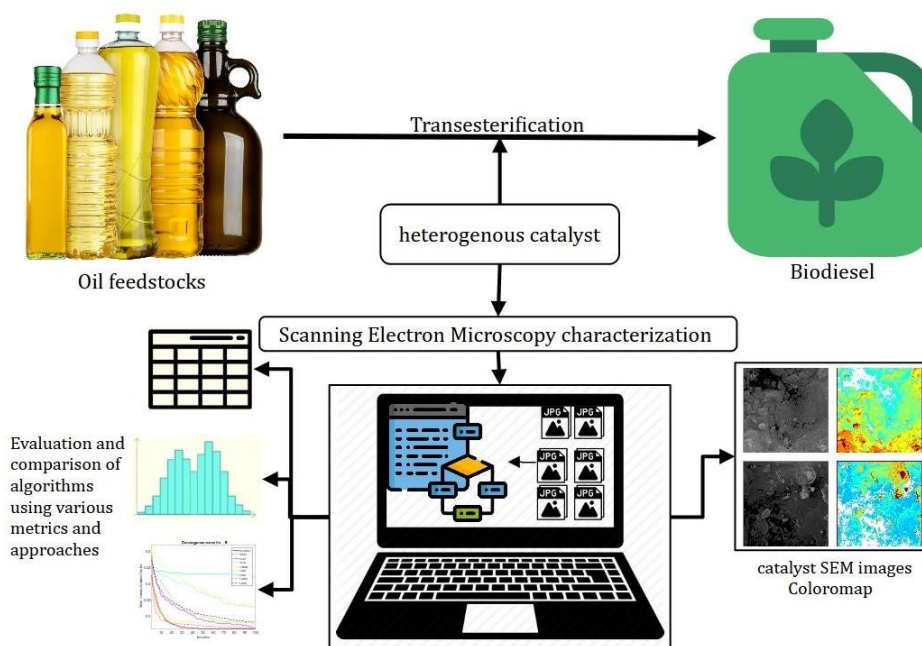 Transesterification
heterogenous catalyst
Oil feedstocks
Biodiesel
Scanning Electron Microscopy characterization
Evaluation and
comparison of
algorithms
using various
metrics and
approaches
JPG
JPG
JPG
JPG
JPG
JPG
catalyst SEM images
Coloromap